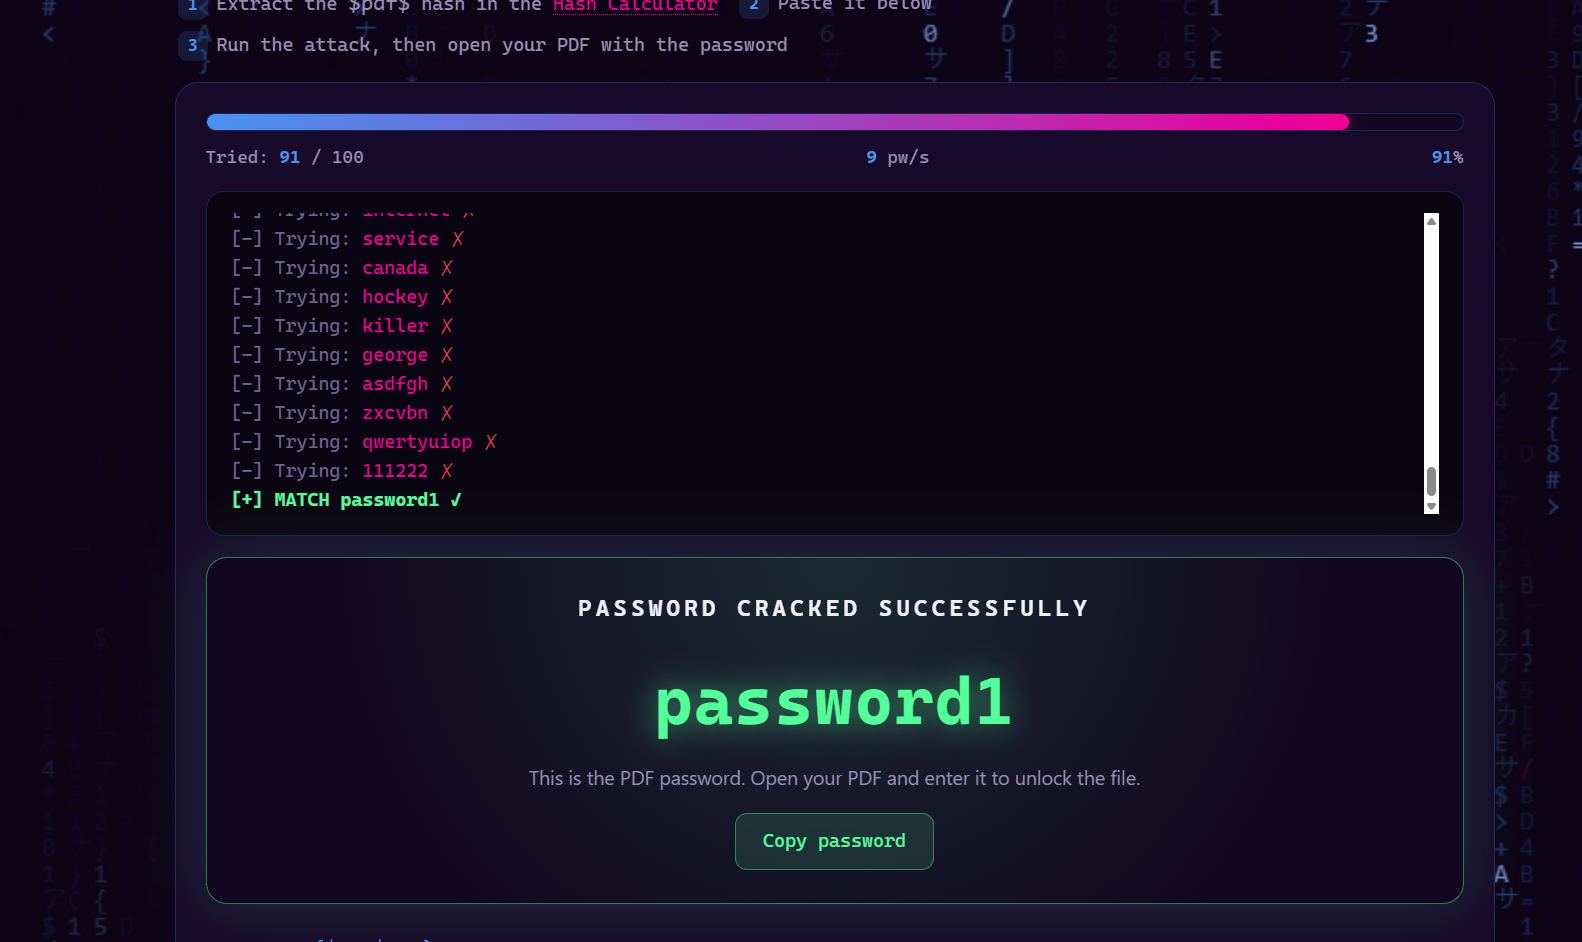 1 Extract the $pdf$ hash in the Hash Calculator 2 Paste it below
3 Run the attack, then open your PDF with the password
Tried: 91 / 100 9 pw/s 91%
[-] Trying: internet ✗
[-] Trying: service ✗
[-] Trying: canada ✗
[-] Trying: hockey ✗
[-] Trying: killer ✗
[-] Trying: george ✗
[-] Trying: asdfgh ✗
[-] Trying: zxcvbn ✗
[-] Trying: qwertyuiop ✗
[-] Trying: 111222 ✗
[+] MATCH password1 ✓
PASSWORD CRACKED SUCCESSFULLY
password1
This is the PDF password. Open your PDF and enter it to unlock the file.
Copy password